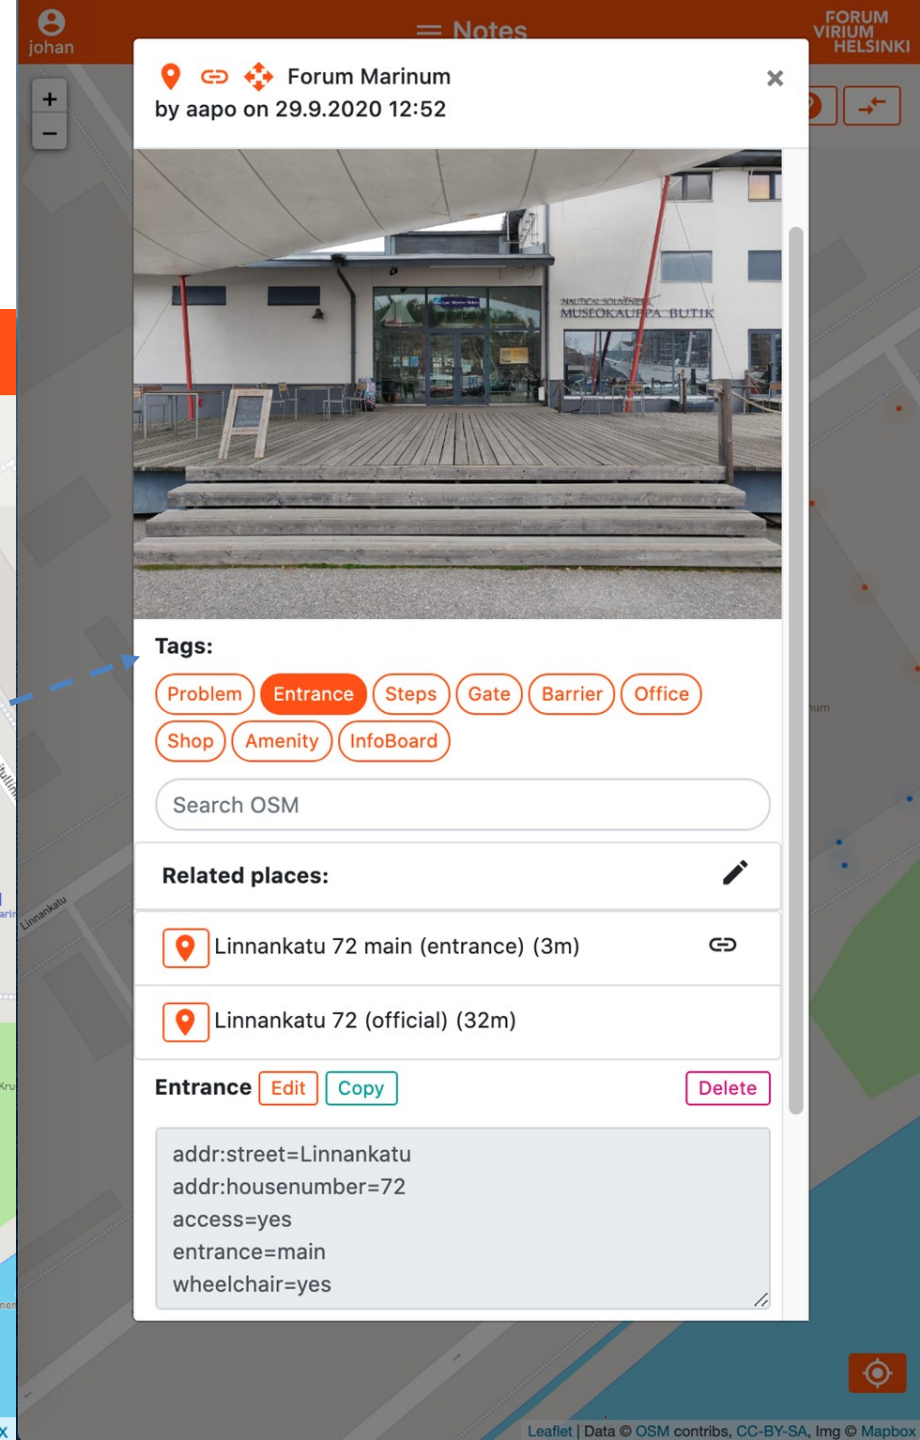 johan
Notes
FORUM
VIRIUM
HELSINKI
+
−
Forum Marinum
by aapo on 29.9.2020 12:52
×
NAUTICAL SOUVENIRS
MUSEOKAUPPA BUTIK
Tags:
Problem Entrance Steps Gate Barrier Office
Shop Amenity InfoBoard
Search OSM
Related places:
Linnankatu 72 main (entrance) (3m)
Linnankatu 72 (official) (32m)
Entrance Edit Copy Delete
addr:street=Linnankatu
addr:housenumber=72
access=yes
entrance=main
wheelchair=yes
Linnankatu
um
Leaflet | Data © OSM contribs, CC-BY-SA, Img © Mapbox